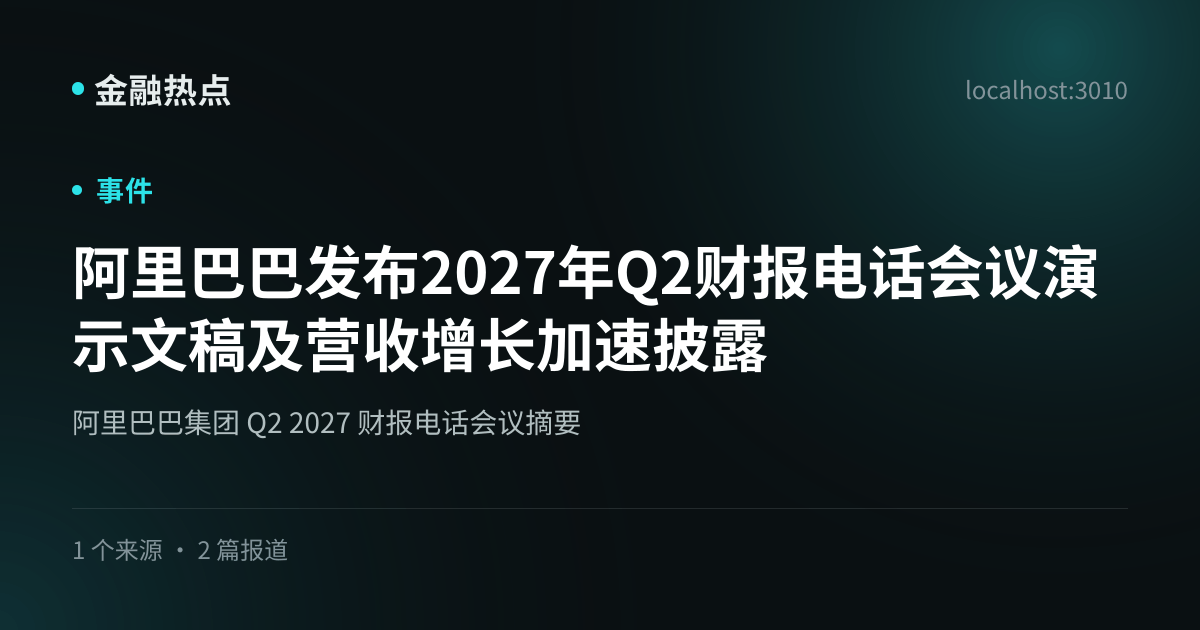 金融热点
localhost:3010
事件
阿里巴巴发布2027年Q2财报电话会议演
示文稿及营收增长加速披露
阿里巴巴集团 Q2 2027 财报电话会议摘要
1 个来源 · 2 篇报道